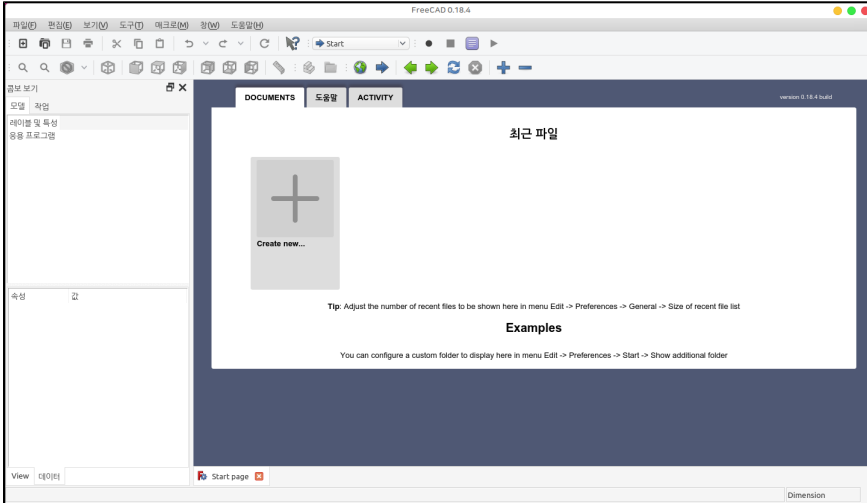 FreeCAD 0.18.4
파일(F) 편집(E) 보기(V) 도구(T) 매크로(M) 창(W) 도움말(H)
Start
콤보 보기
모델 작업
레이블 및 특성
응용 프로그램
속성 값
View 데이터
DOCUMENTS 도움말 ACTIVITY
version 0.18.4 build
최근 파일
Create new...
Tip: Adjust the number of recent files to be shown here in menu Edit -> Preferences -> General -> Size of recent file list
Examples
You can configure a custom folder to display here in menu Edit -> Preferences -> Start -> Show additional folder
Start page
Dimension